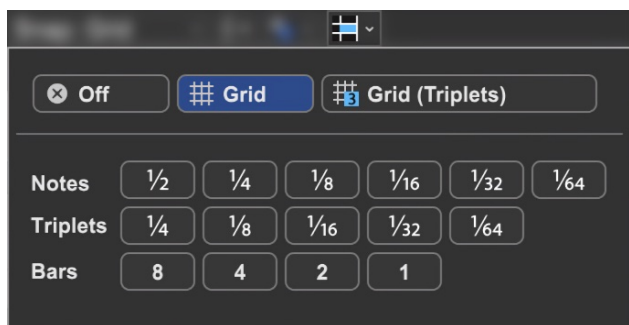 Off Grid Grid (Triplets)
Notes ½ ¼ ⅛ 1/16 1/32 1/64
Triplets ¼ ⅛ 1/16 1/32 1/64
Bars 8 4 2 1